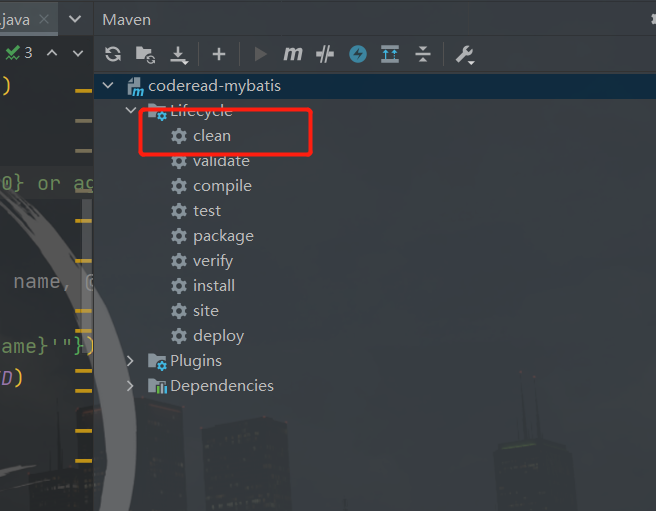 .java
Maven
3
)
coderead-mybatis
Lifecycle
clean
validate
0} or
compile
test
package
verify
name,
install
site
deploy
ame}'"})
Plugins
D)
Dependencies